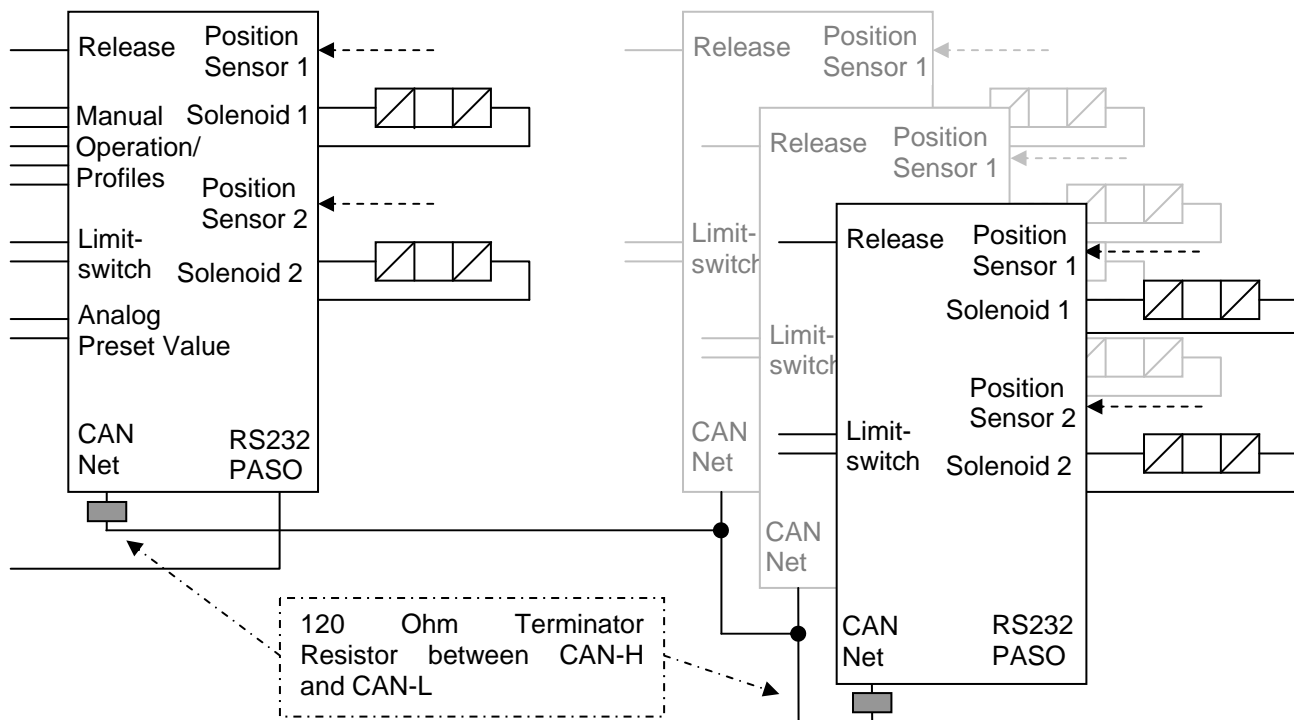 Release
Position
Sensor 1
Manual
Operation/
Profiles
Solenoid 1
Position
Sensor 2
Limit-
switch
Solenoid 2
Analog
Preset Value
CAN
Net
RS232
PASO
Release
Position
Sensor 1
Limit-
switch
CAN
Net
Release
Position
Sensor 1
Limit-
switch
CAN
Net
Release
Position
Sensor 1
Solenoid 1
Position
Sensor 2
Limit-
switch
Solenoid 2
CAN
Net
RS232
PASO
120 Ohm Terminator
Resistor between CAN-H
and CAN-L